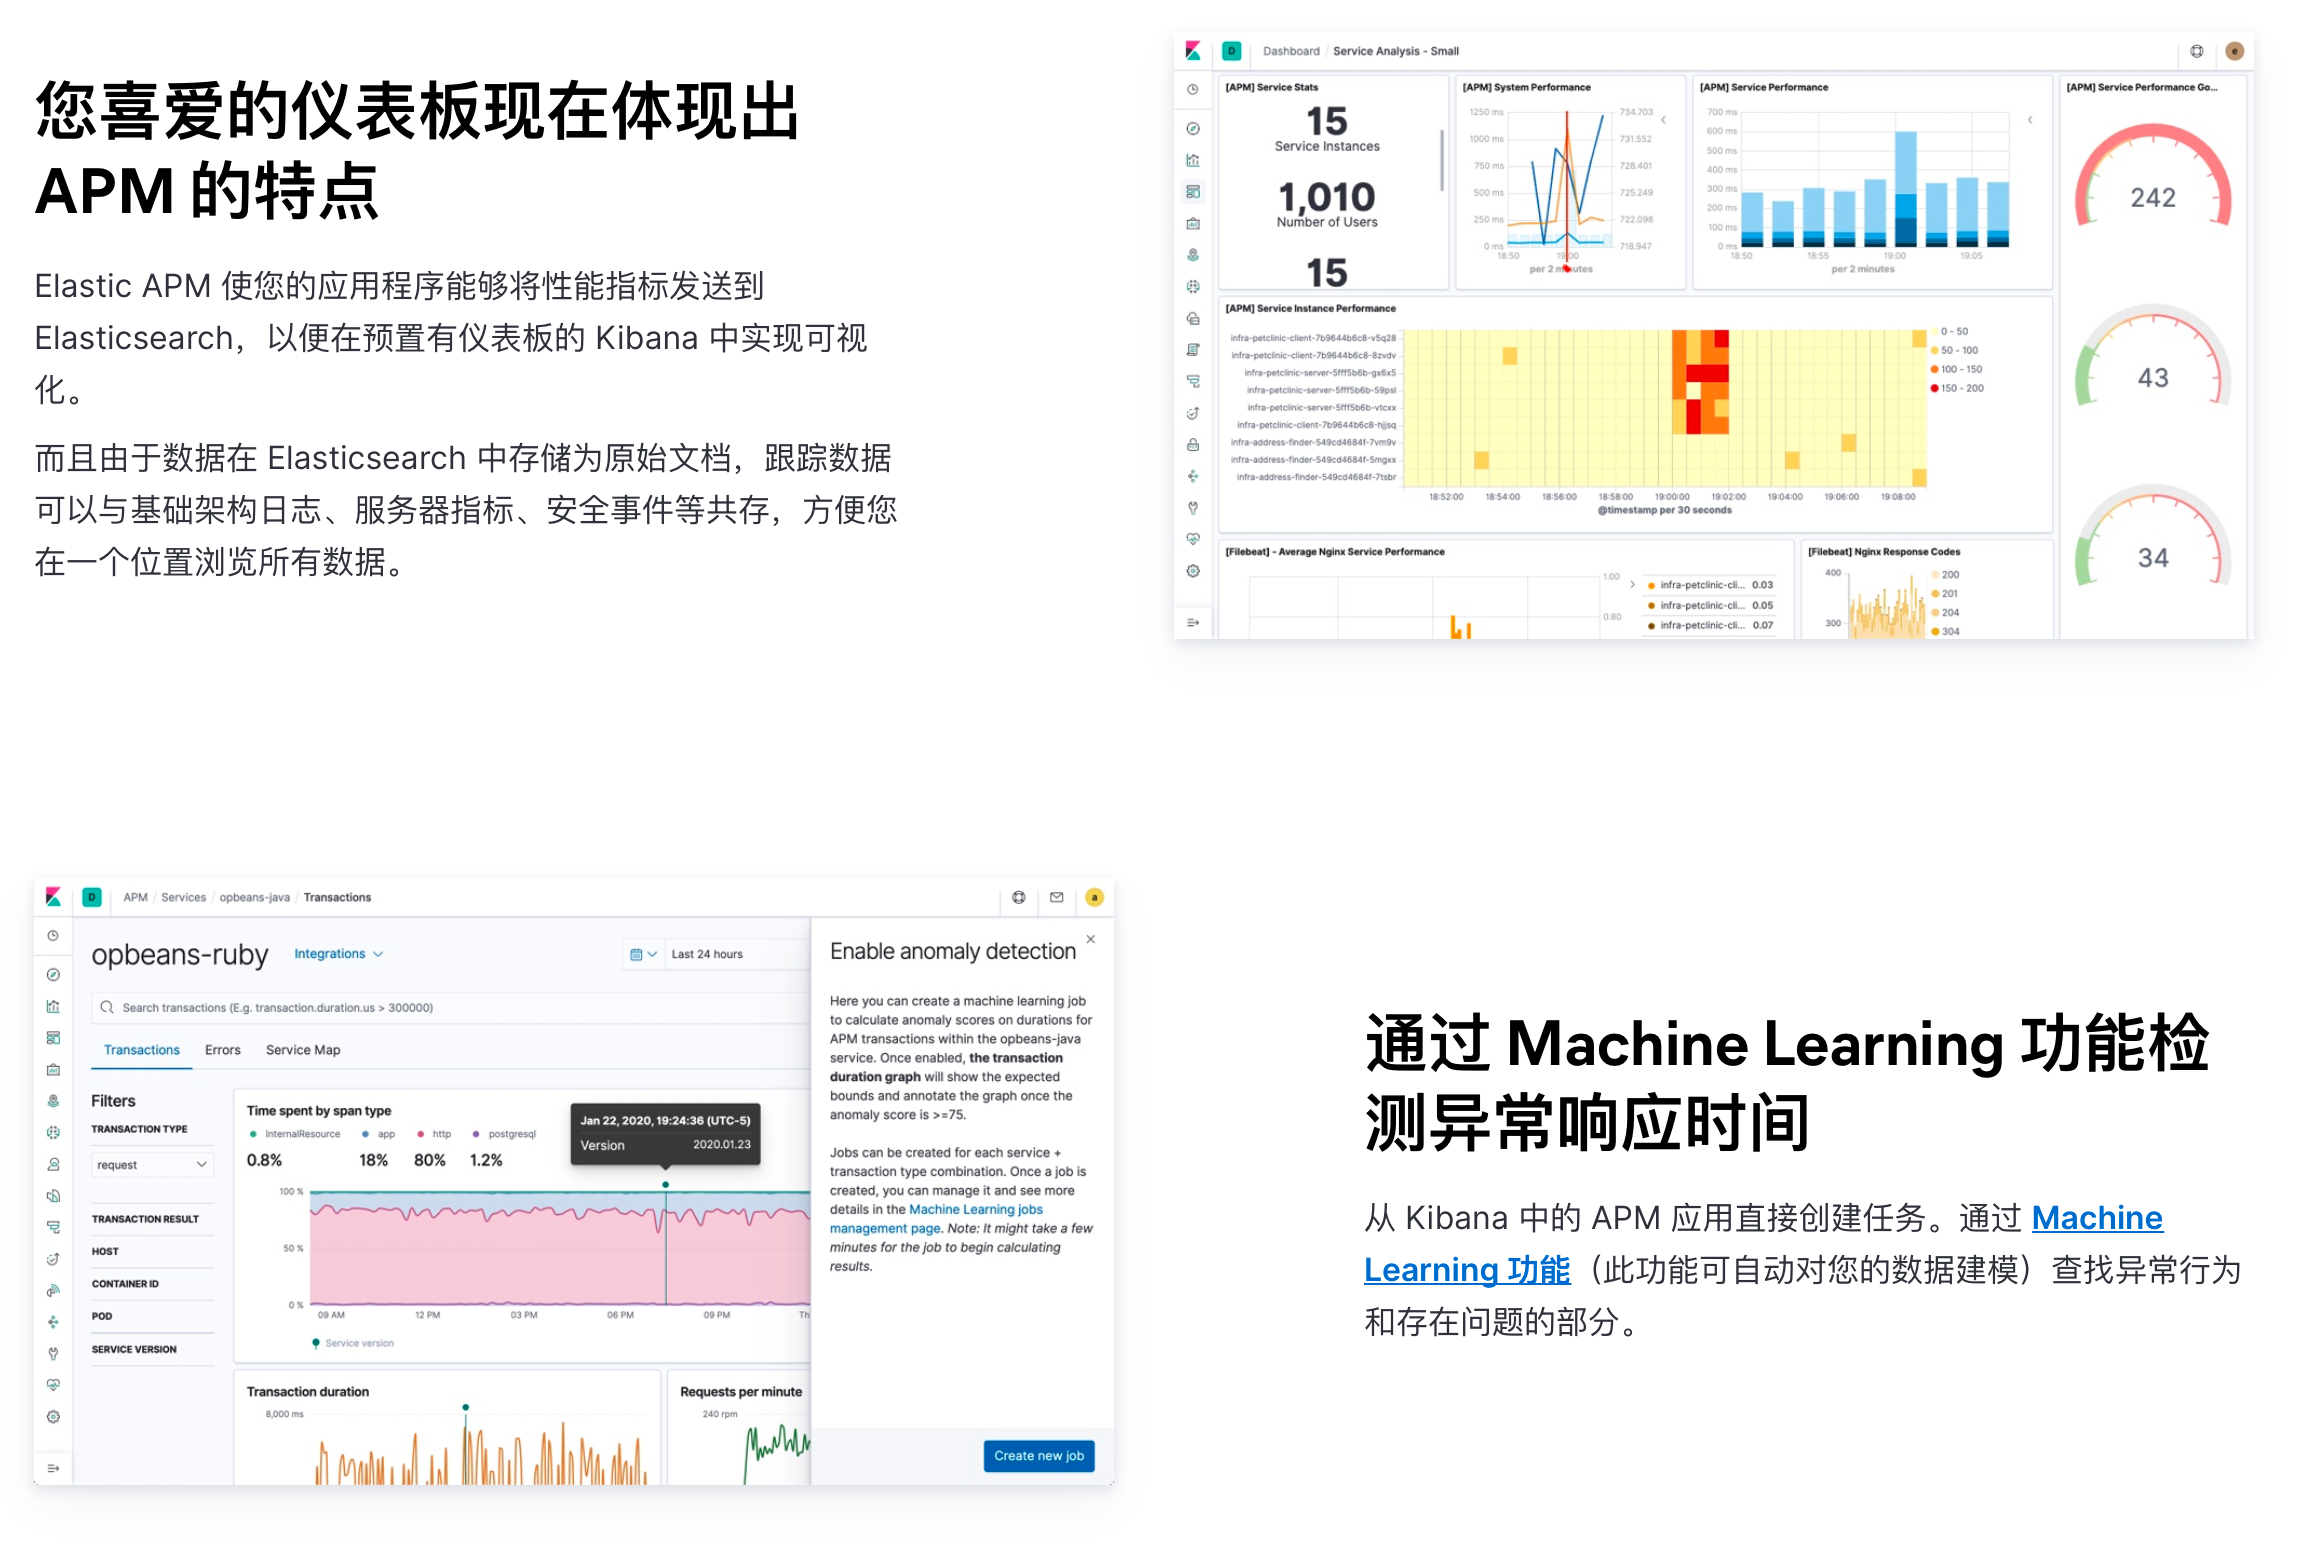 您喜爱的仪表板现在体现出
APM 的特点
Elastic APM 使您的应用程序能够将性能指标发送到
Elasticsearch，以便在预置有仪表板的 Kibana 中实现可视
化。
而且由于数据在 Elasticsearch 中存储为原始文档，跟踪数据
可以与基础架构日志、服务器指标、安全事件等共存，方便您
在一个位置浏览所有数据。
D Dashboard / Service Analysis - Small e
[APM] Service Stats
15
Service Instances
1,010
Number of Users
15
[APM] System Performance
1250 ms 734.703
1000 ms 731.552
750 ms 728.401
500 ms 725.249
250 ms 722.098
0 ms 718.947
18:50 19:00
per 2 minutes
[APM] Service Performance
700 ms
600 ms
500 ms
400 ms
300 ms
200 ms
100 ms
0 ms
18:50 18:55 19:00 19:05
per 2 minutes
[APM] Service Performance Go...
242
43
34
[APM] Service Instance Performance
infra-petclinic-client-7b9644b6c8-v5q28
infra-petclinic-client-7b9644b6c8-8zvdv
infra-petclinic-server-5fff5b6b-gx6x5
infra-petclinic-server-5fff5b6b-59psl
infra-petclinic-server-5fff5b6b-vtcxx
infra-petclinic-client-7b9644b6c8-hjjsq
infra-address-finder-549cd4684f-7vm9v
infra-address-finder-549cd4684f-5mgxx
infra-address-finder-549cd4684f-7tsbr
18:52:00 18:54:00 18:56:00 18:58:00 19:00:00 19:02:00 19:04:00 19:06:00 19:08:00
@timestamp per 30 seconds
0 - 50
50 - 100
100 - 150
150 - 200
[Filebeat] - Average Nginx Service Performance
1.00
0.80
infra-petclinic-cli... 0.03
infra-petclinic-cli... 0.05
infra-petclinic-cli... 0.07
[Filebeat] Nginx Response Codes
400
300
200
201
204
304
D APM / Services / opbeans-java / Transactions a
opbeans-ruby Integrations Last 24 hours
Search transactions (E.g. transaction.duration.us > 300000)
Transactions Errors Service Map
Filters
TRANSACTION TYPE
request
TRANSACTION RESULT
HOST
CONTAINER ID
POD
SERVICE VERSION
Time spent by span type
InternalResource app http postgresql
0.8% 18% 80% 1.2%
Jan 22, 2020, 19:24:36 (UTC-5)
Version 2020.01.23
100 %
50 %
0 %
09 AM 12 PM 03 PM 06 PM 09 PM Th
Service version
Transaction duration
8,000 ms
Requests per minute
240 rpm
Enable anomaly detection
Here you can create a machine learning job
to calculate anomaly scores on durations for
APM transactions within the opbeans-java
service. Once enabled, the transaction
duration graph will show the expected
bounds and annotate the graph once the
anomaly score is >=75.
Jobs can be created for each service +
transaction type combination. Once a job is
created, you can manage it and see more
details in the Machine Learning jobs
management page. Note: It might take a few
minutes for the job to begin calculating
results.
Create new job
通过 Machine Learning 功能检
测异常响应时间
从 Kibana 中的 APM 应用直接创建任务。通过 Machine
Learning 功能（此功能可自动对您的数据建模）查找异常行为
和存在问题的部分。